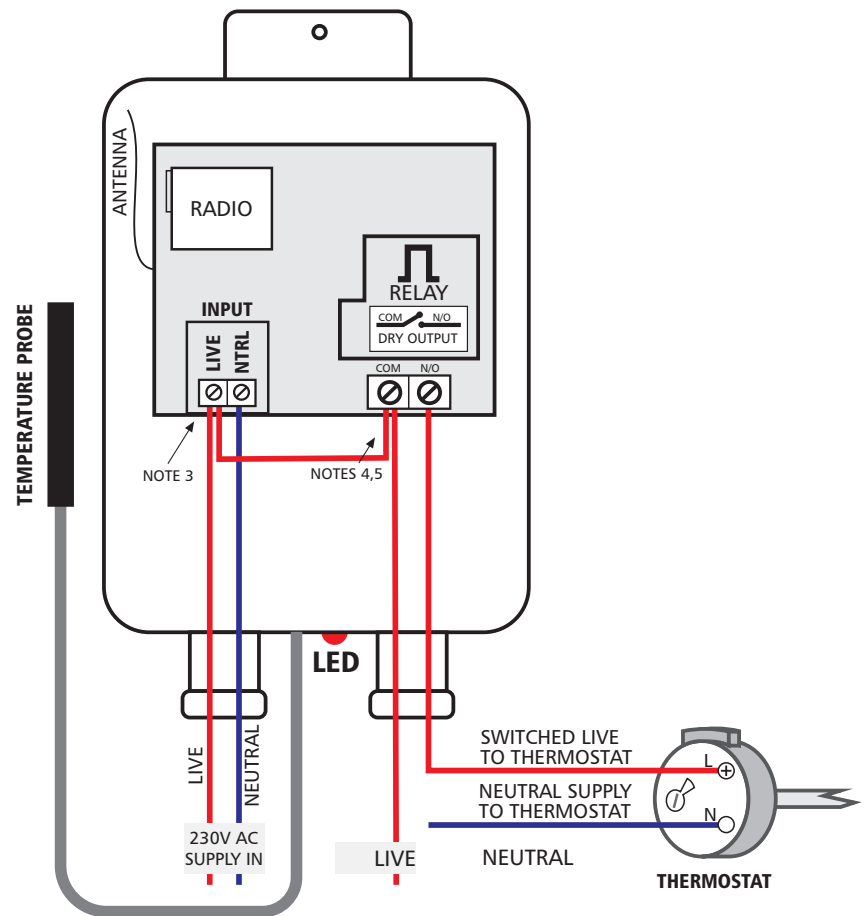 ANTENNA
RADIO
RELAY
COM N/O
DRY OUTPUT
INPUT
LIVE
NTRL
COM N/O
TEMPERATURE PROBE
NOTE 3
NOTES 4,5
LED
LIVE
NEUTRAL
230V AC
SUPPLY IN
LIVE
SWITCHED LIVE
TO THERMOSTAT
L
NEUTRAL SUPPLY
TO THERMOSTAT
N
NEUTRAL
THERMOSTAT